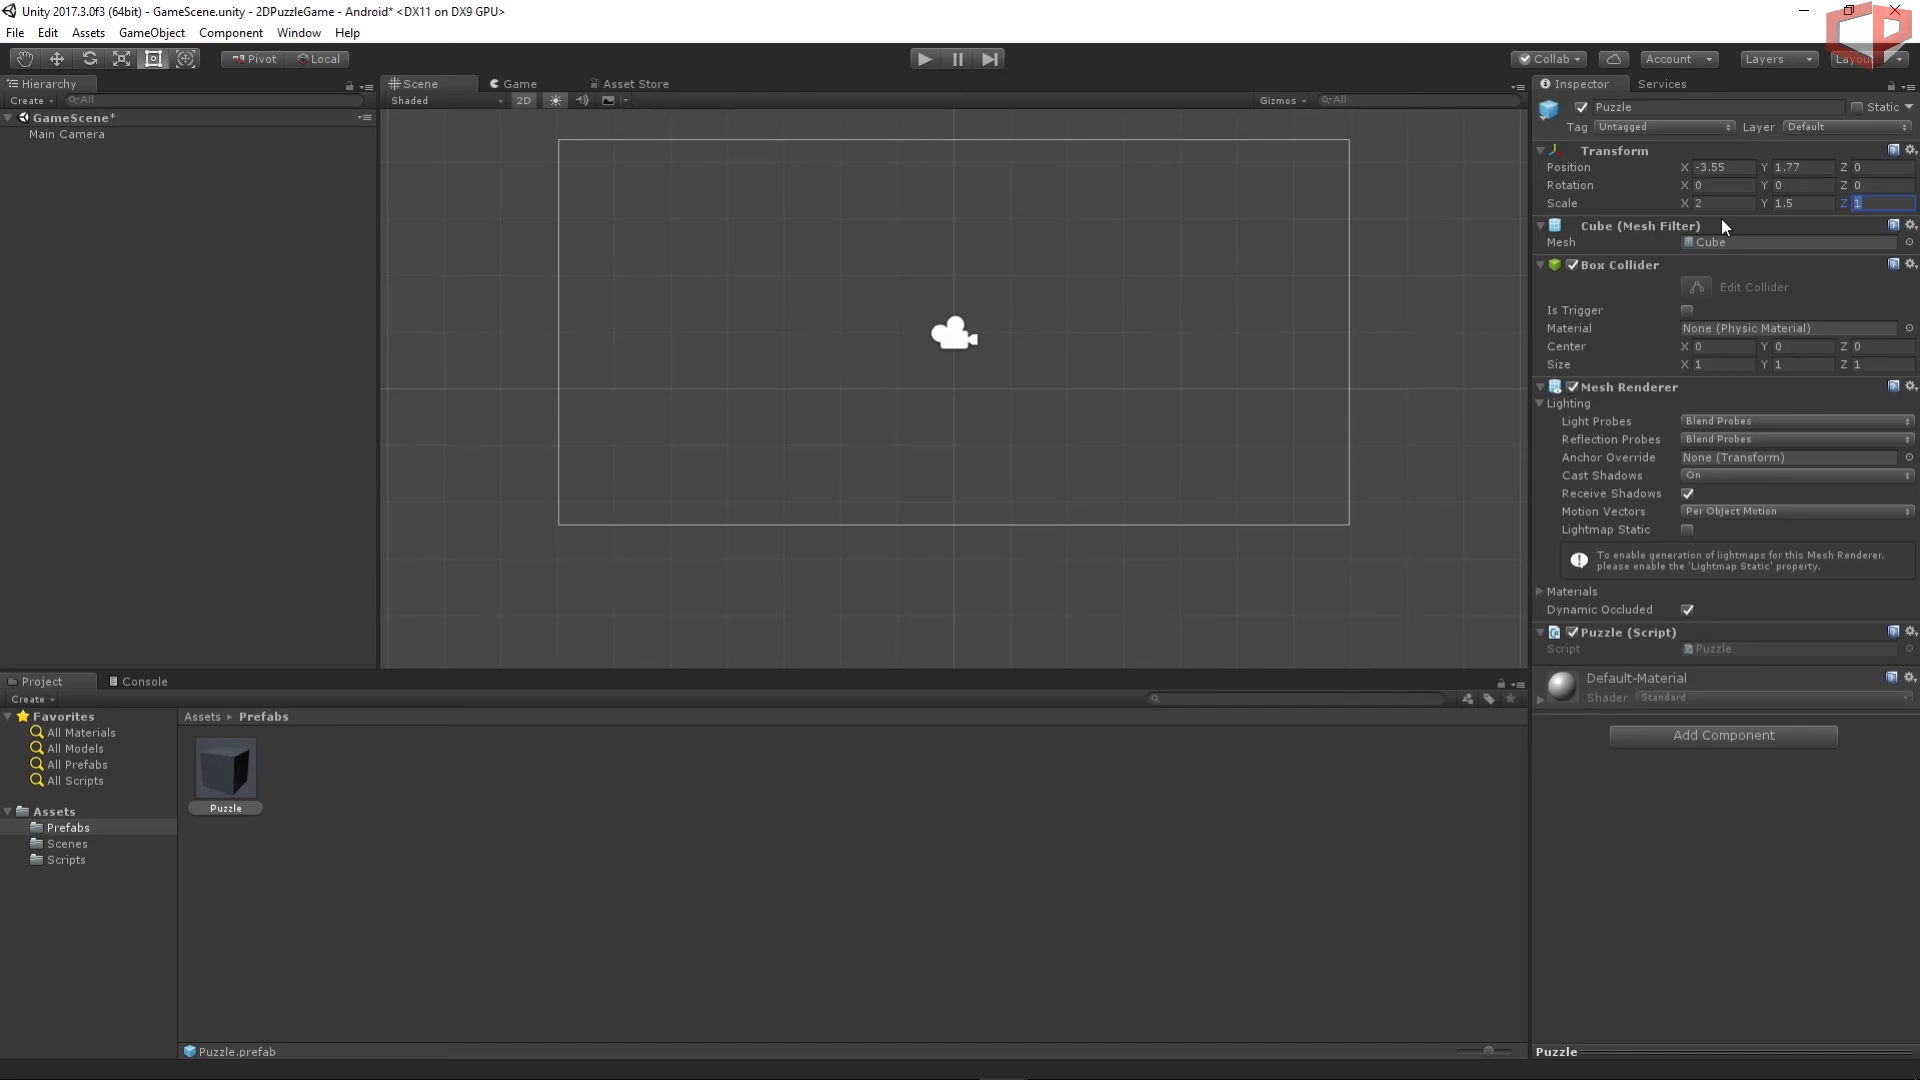 Unity 2017.3.0f3 (64bit) - GameScene.unity - 2DPuzzleGame - Android* <DX11 on DX9 GPU>
File Edit Assets GameObject Component Window Help
Pivot Local Collab Account Layers Layout
Hierarchy
Create All
GameScene*
Main Camera
Scene Game Asset Store
Shaded 2D Gizmos All
Inspector Services
Puzzle Static
Tag Untagged Layer Default
Transform
Position X -3.55 Y 1.77 Z 0
Rotation X 0 Y 0 Z 0
Scale X 2 Y 1.5 Z 1
Cube (Mesh Filter)
Mesh Cube
Box Collider
Edit Collider
Is Trigger
Material None (Physic Material)
Center X 0 Y 0 Z 0
Size X 1 Y 1 Z 1
Mesh Renderer
Lighting
Light Probes Blend Probes
Reflection Probes Blend Probes
Anchor Override None (Transform)
Cast Shadows On
Receive Shadows
Motion Vectors Per Object Motion
Lightmap Static
To enable generation of lightmaps for this Mesh Renderer,
please enable the 'Lightmap Static' property.
Materials
Dynamic Occluded
Puzzle (Script)
Script Puzzle
Default-Material
Shader Standard
Add Component
Puzzle
Project Console
Create
Favorites
All Materials
All Models
All Prefabs
All Scripts
Assets
Prefabs
Scenes
Scripts
Assets Prefabs
Puzzle
Puzzle.prefab